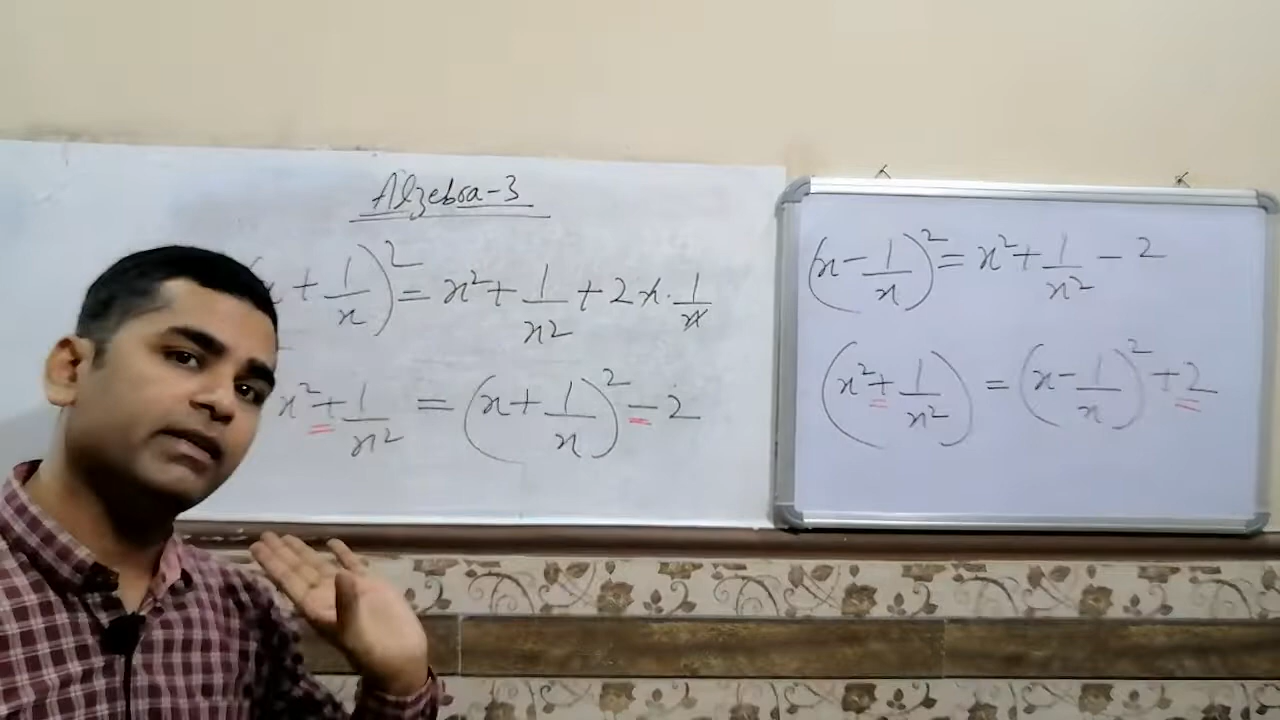 Algebra-3
x + 1/x)² = x² + 1/x² + 2x · 1/x
x² + 1/x² = (x + 1/x)² - 2
(x - 1/x)² = x² + 1/x² - 2
(x² + 1/x²) = (x - 1/x)² + 2